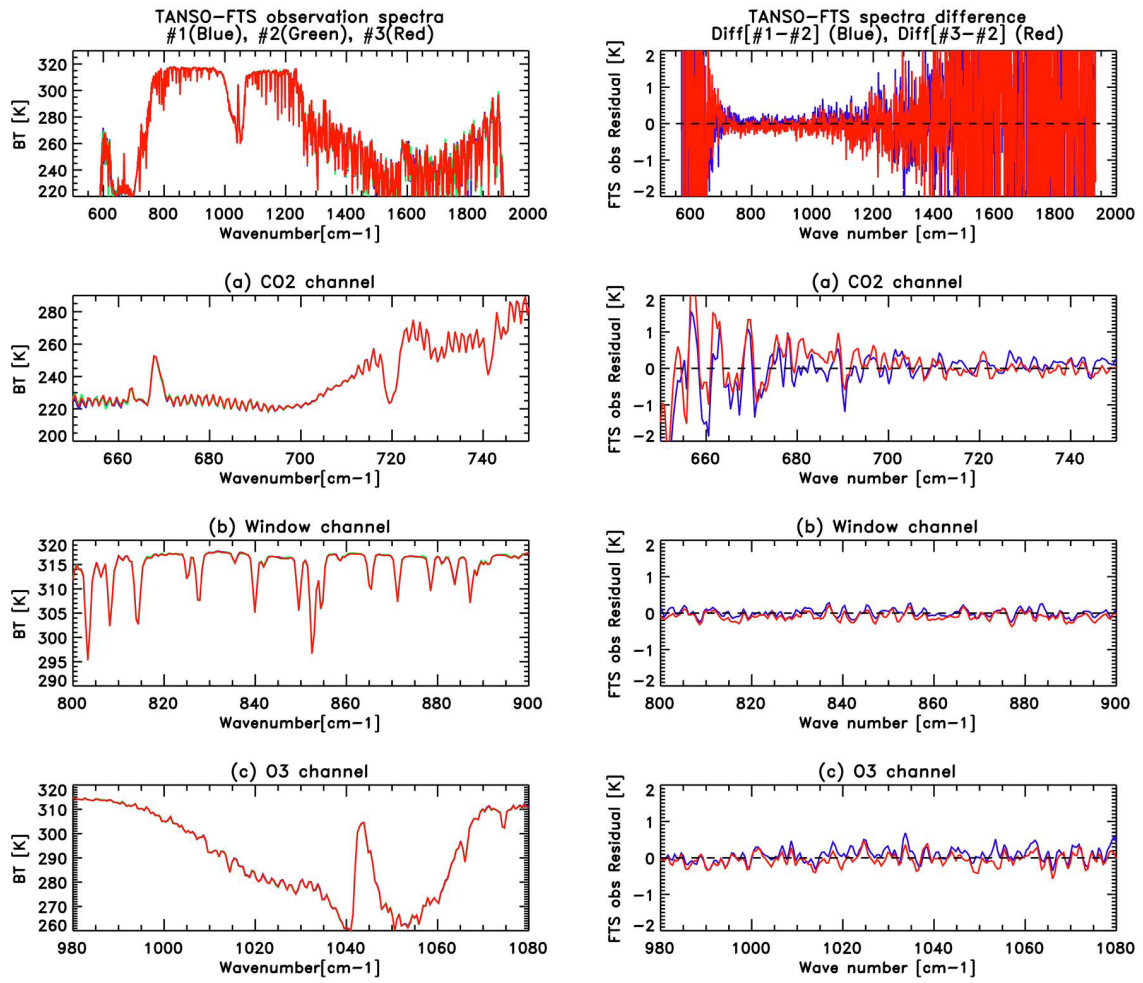 TANSO-FTS observation spectra
#1(Blue), #2(Green), #3(Red)
BT [K]
320
300
280
260
240
220
600 800 1000 1200 1400 1600 1800 2000
Wavenumber[cm-1]
TANSO-FTS spectra difference
Diff[#1-#2] (Blue), Diff[#3-#2] (Red)
FTS obs Residual [K]
2
1
0
-1
-2
600 800 1000 1200 1400 1600 1800 2000
Wave number [cm-1]
(a) CO2 channel
BT [K]
280
260
240
220
200
660 680 700 720 740
Wavenumber[cm-1]
(a) CO2 channel
FTS obs Residual [K]
2
1
0
-1
-2
660 680 700 720 740
Wave number [cm-1]
(b) Window channel
BT [K]
320
315
310
305
300
295
290
800 820 840 860 880 900
Wavenumber[cm-1]
(b) Window channel
FTS obs Residual [K]
2
1
0
-1
-2
800 820 840 860 880 900
Wave number [cm-1]
(c) O3 channel
BT [K]
320
310
300
290
280
270
260
980 1000 1020 1040 1060 1080
Wavenumber[cm-1]
(c) O3 channel
FTS obs Residual [K]
2
1
0
-1
-2
980 1000 1020 1040 1060 1080
Wave number [cm-1]